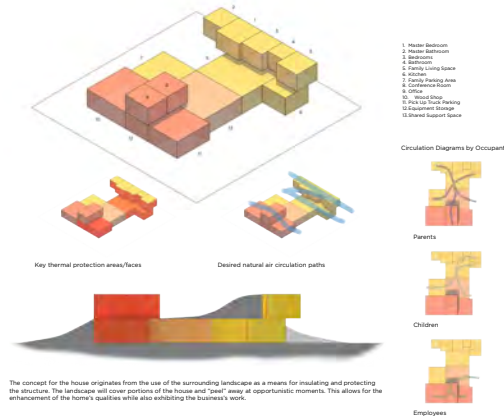 1. Master Bedroom
2. Master Bathroom
3. Bedrooms
4. Bathroom
5. Family Living Space
6. Kitchen
7. Family Parking Area
8. Conference Room
9. Office
10. Wood Shop
11. Pick Up Truck Parking
12. Equipment Storage
13. Shared Support Space
Circulation Diagrams by Occupant
Parents
Children
Employees
Key thermal protection areas/faces
Desired natural air circulation paths
The concept for the house originates from the use of the surrounding landscape as a means for insulating and protecting
the structure. The landscape will cover portions of the house and "peel" away at opportunistic moments. This allows for the
enhancement of the home's qualities while also exhibiting the business's work.